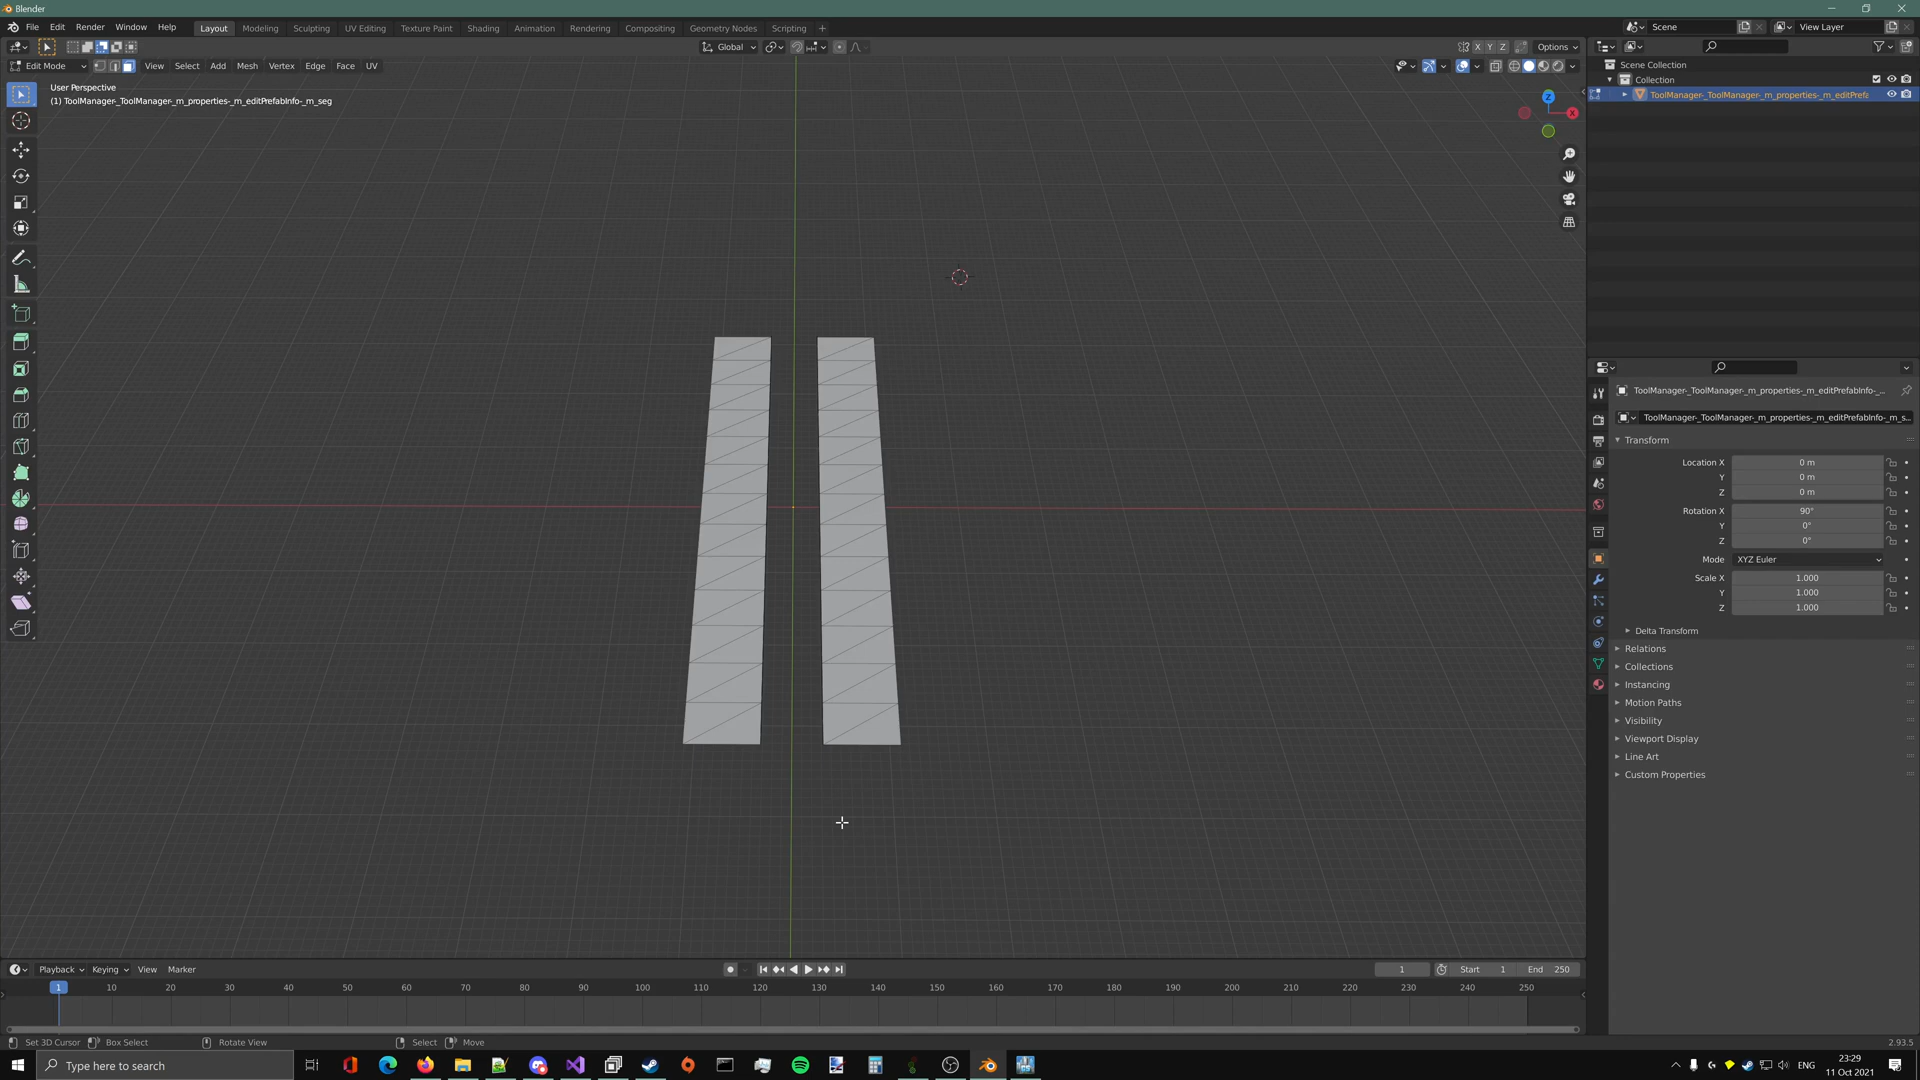 Blender
File Edit Render Window Help Layout Modeling Sculpting UV Editing Texture Paint Shading Animation Rendering Compositing Geometry Nodes Scripting + Scene View Layer
Global Options X Y Z
Edit Mode View Select Add Mesh Vertex Edge Face UV
User Perspective
(1) ToolManager-_ToolManager-_m_properties-_m_editPrefabInfo-_m_seg
Z
X
Scene Collection
Collection
ToolManager-_ToolManager-_m_properties-_m_editPrefa
ToolManager-_ToolManager-_m_properties-_m_editPrefabInfo-_...
ToolManager-_ToolManager-_m_properties-_m_editPrefabInfo-_m_s...
Transform
Location X 0 m
Y 0 m
Z 0 m
Rotation X 90°
Y 0°
Z 0°
Mode XYZ Euler
Scale X 1.000
Y 1.000
Z 1.000
Delta Transform
Relations
Collections
Instancing
Motion Paths
Visibility
Viewport Display
Line Art
Custom Properties
Playback Keying View Marker 1 Start 1 End 250
1 10 20 30 40 50 60 70 80 90 100 110 120 130 140 150 160 170 180 190 200 210 220 230 240 250
Set 3D Cursor Box Select Rotate View Select Move 2.93.5
Type here to search ENG 23:29
11 Oct 2021